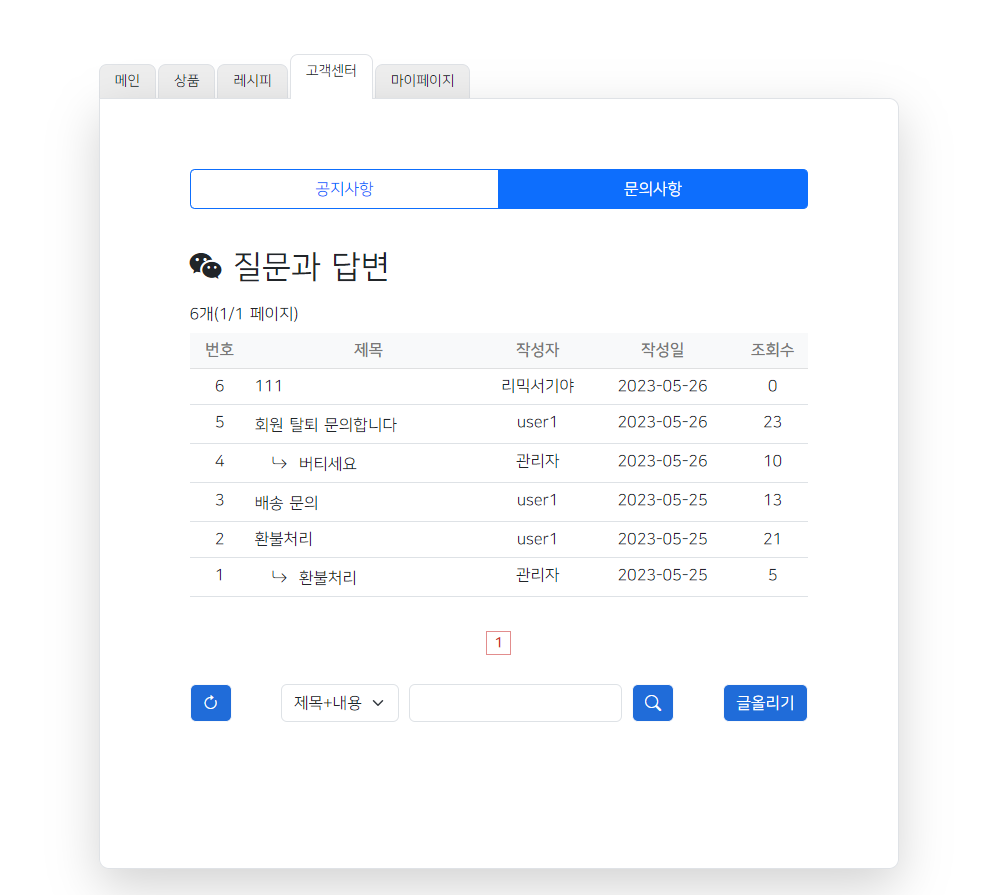 메인 상품 레시피 고객센터 마이페이지
공지사항 문의사항
질문과 답변
6개(1/1 페이지)
번호 제목 작성자 작성일 조회수
6 111 리믹서기야 2023-05-26 0
5 회원 탈퇴 문의합니다 user1 2023-05-26 23
4 버티세요 관리자 2023-05-26 10
3 배송 문의 user1 2023-05-25 13
2 환불처리 user1 2023-05-25 21
1 환불처리 관리자 2023-05-25 5
1
제목+내용 글올리기